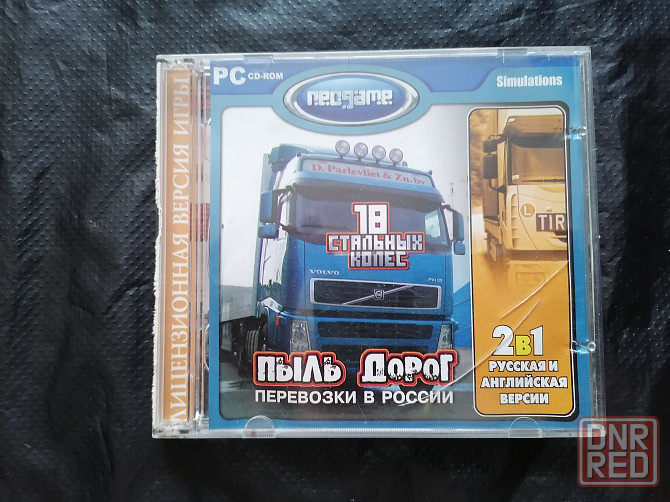 ЛИЦЕНЗИОННАЯ ВЕРСИЯ ИГРЫ
PC CD-ROM
neogame
Simulations
D. Parlevliet & Zn. bv
18
СТАЛЬНЫХ
КОЛЕС
VOLVO
FH12
L
TIR
ПЫЛЬ ДОРОГ
ПЕРЕВОЗКИ В РОССИИ
2в1
РУССКАЯ И
АНГЛИЙСКАЯ
ВЕРСИИ
DNR
RED